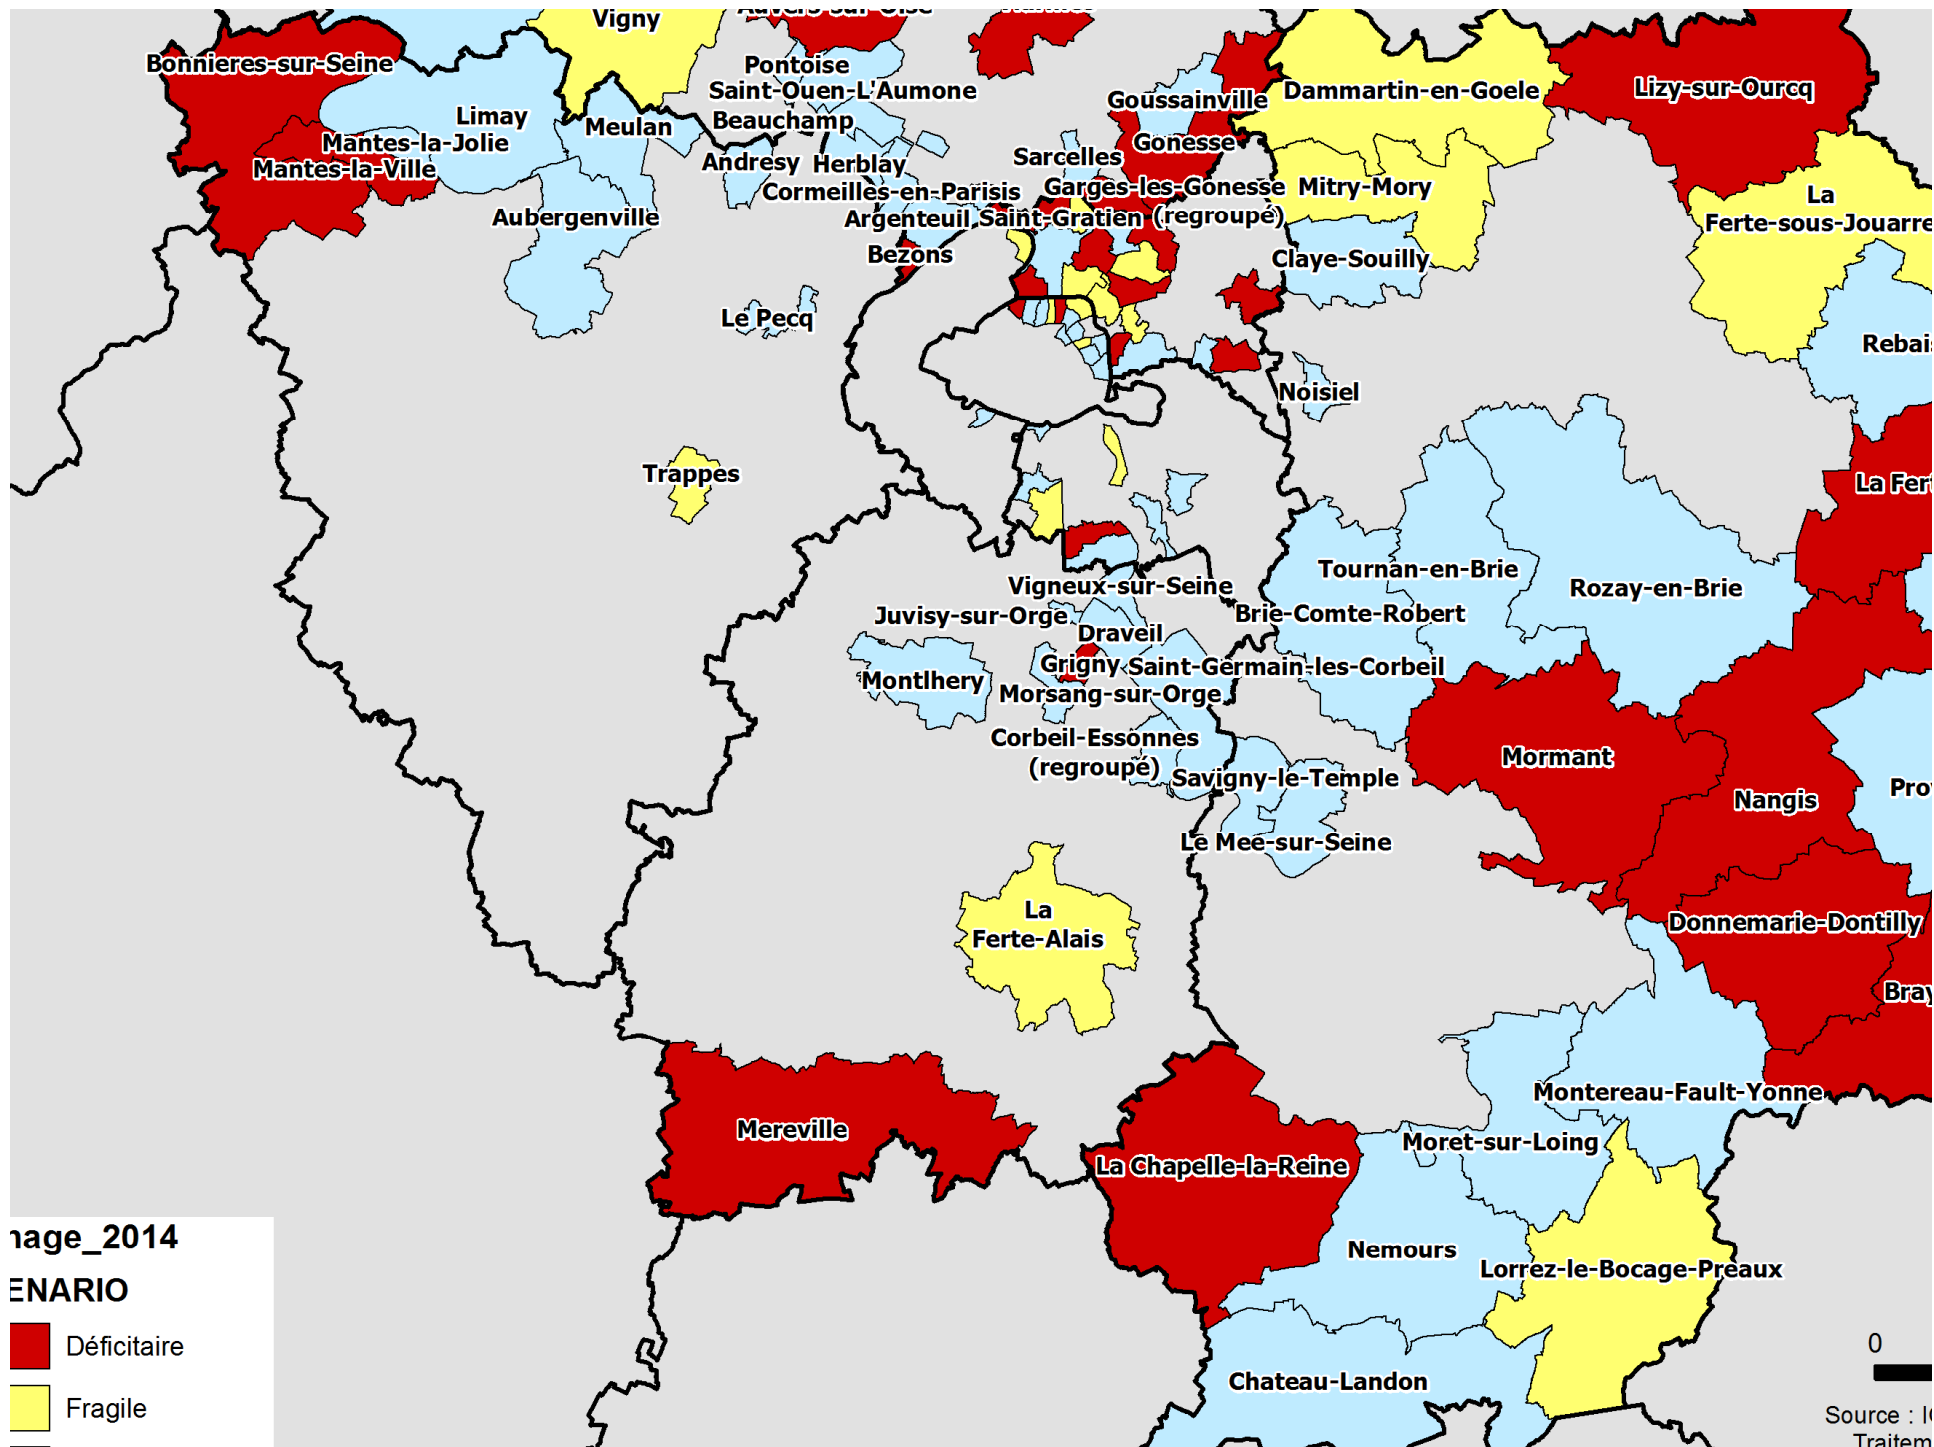 Vigny
Bonnieres-sur-Seine
Pontoise
Saint-Ouen-L'Aumone
Dammartin-en-Goele
Lizy-sur-Ourcq
Goussainville
Limay
Meulan
Beauchamp
Mantes-la-Jolie
Gonesse
Mantes-la-Ville
Andresy
Herblay
Sarcelles
Cormeilles-en-Parisis
Garges-les-Gonesse
(regroupé)
Mitry-Mory
La
Ferte-sous-Jouarre
Aubergenville
Argenteuil
Saint-Gratien
Bezons
Claye-Souilly
Le Pecq
Rebai
Noisiel
Trappes
La Fer
Tournan-en-Brie
Rozay-en-Brie
Vigneux-sur-Seine
Juvisy-sur-Orge
Brie-Comte-Robert
Draveil
Grigny
Saint-Germain-les-Corbeil
Montlhery
Morsang-sur-Orge
Corbeil-Essonnes
(regroupé)
Mormant
Savigny-le-Temple
Nangis
Pro
Le Mee-sur-Seine
La
Ferte-Alais
Donnemarie-Dontilly
Bray
Montereau-Fault-Yonne
Mereville
Moret-sur-Loing
La Chapelle-la-Reine
Nemours
Lorrez-le-Bocage-Preaux
Chateau-Landon
nage_2014
ENARIO
Déficitaire
Fragile
0
Source : I
Traitem